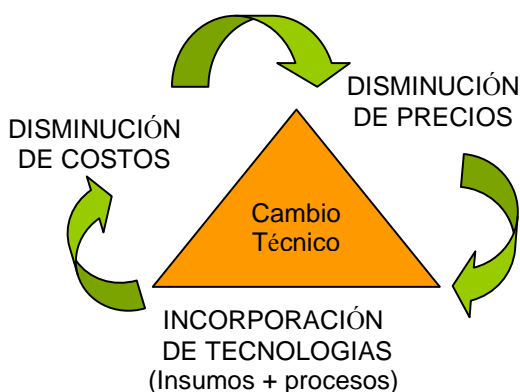 DISMINUCIÓN
DE PRECIOS
DISMINUCIÓN
DE COSTOS
Cambio
Técnico
INCORPORACIÓN
DE TECNOLOGIAS
(Insumos + procesos)